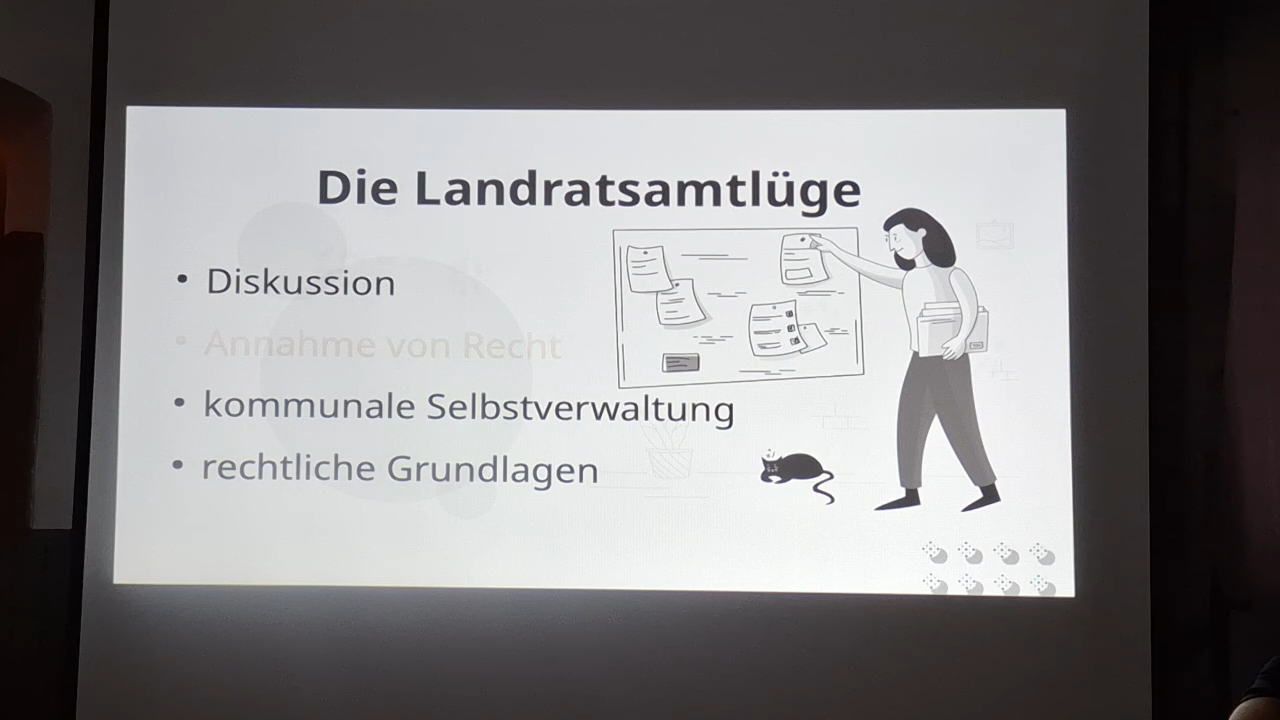 Die Landratsamtlüge
• Diskussion
• Annahme von Recht
• kommunale Selbstverwaltung
• rechtliche Grundlagen